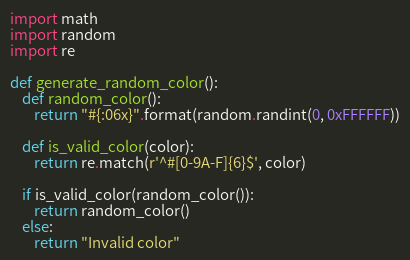 import math
import random
import re

def generate_random_color():
    def random_color():
        return "#{:06x}".format(random.randint(0, 0xFFFFFF))

    def is_valid_color(color):
        return re.match(r'^#[0-9A-F]{6}$', color)

    if is_valid_color(random_color()):
        return random_color()
    else:
        return "Invalid color"